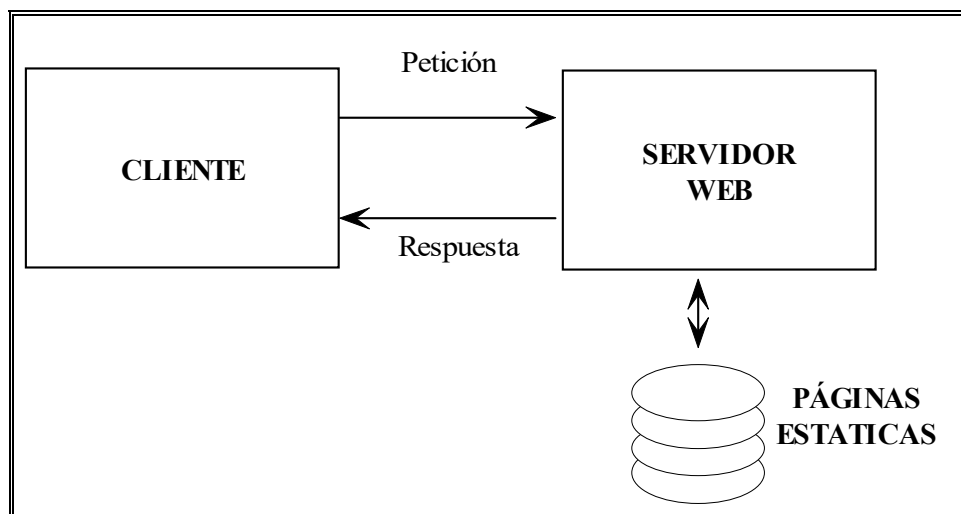 Petición
CLIENTE
SERVIDOR
WEB
Respuesta
PÁGINAS
ESTATICAS